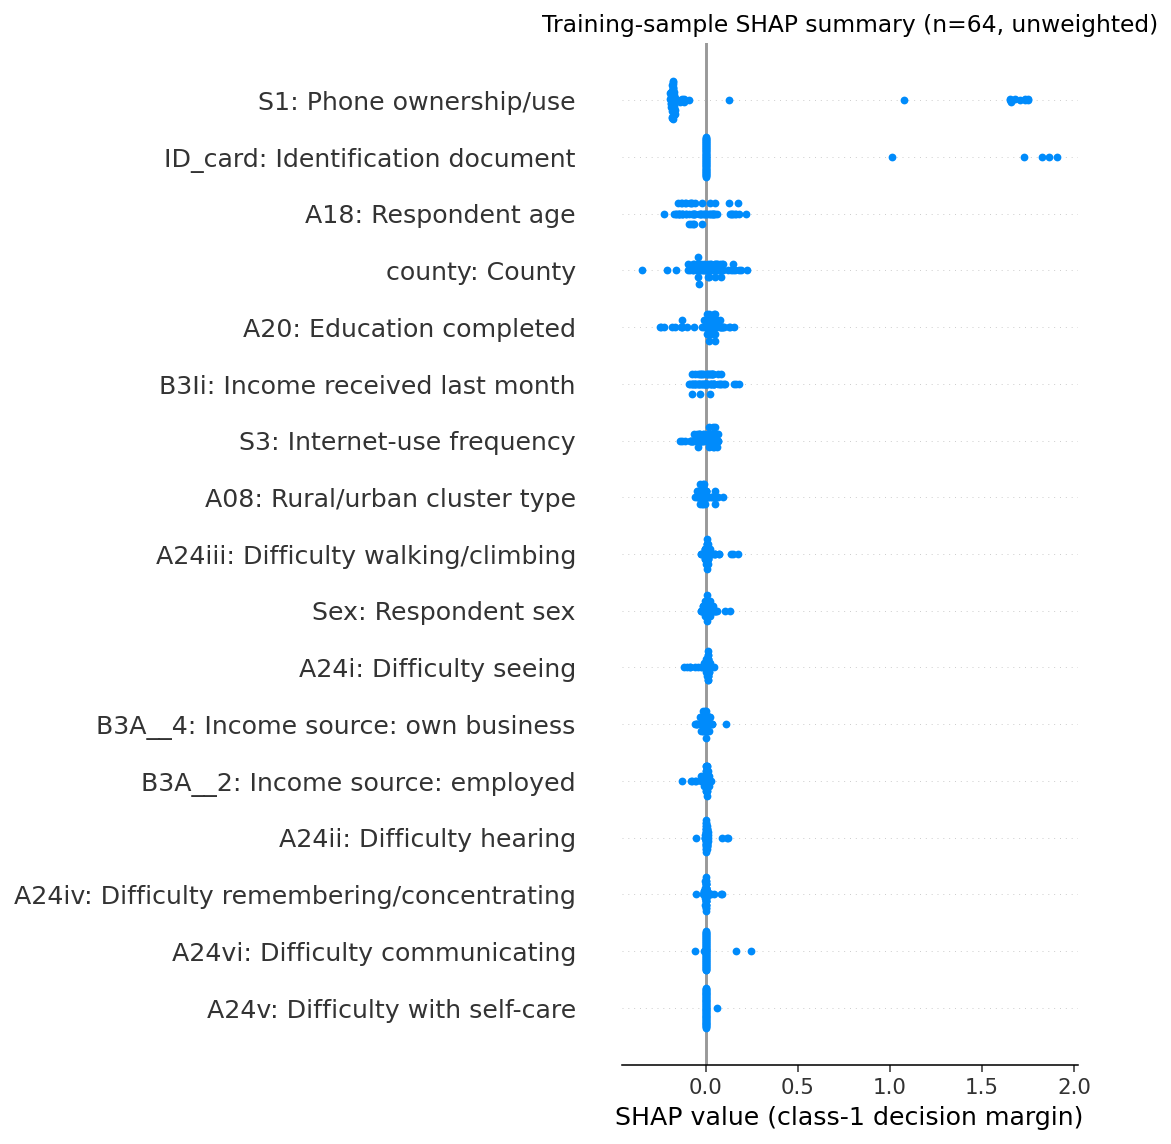 Training-sample SHAP summary (n=64, unweighted)
S1: Phone ownership/use
ID_card: Identification document
A18: Respondent age
county: County
A20: Education completed
B3Ii: Income received last month
S3: Internet-use frequency
A08: Rural/urban cluster type
A24iii: Difficulty walking/climbing
Sex: Respondent sex
A24i: Difficulty seeing
B3A__4: Income source: own business
B3A__2: Income source: employed
A24ii: Difficulty hearing
A24iv: Difficulty remembering/concentrating
A24vi: Difficulty communicating
A24v: Difficulty with self-care
0.0 0.5 1.0 1.5 2.0
SHAP value (class-1 decision margin)